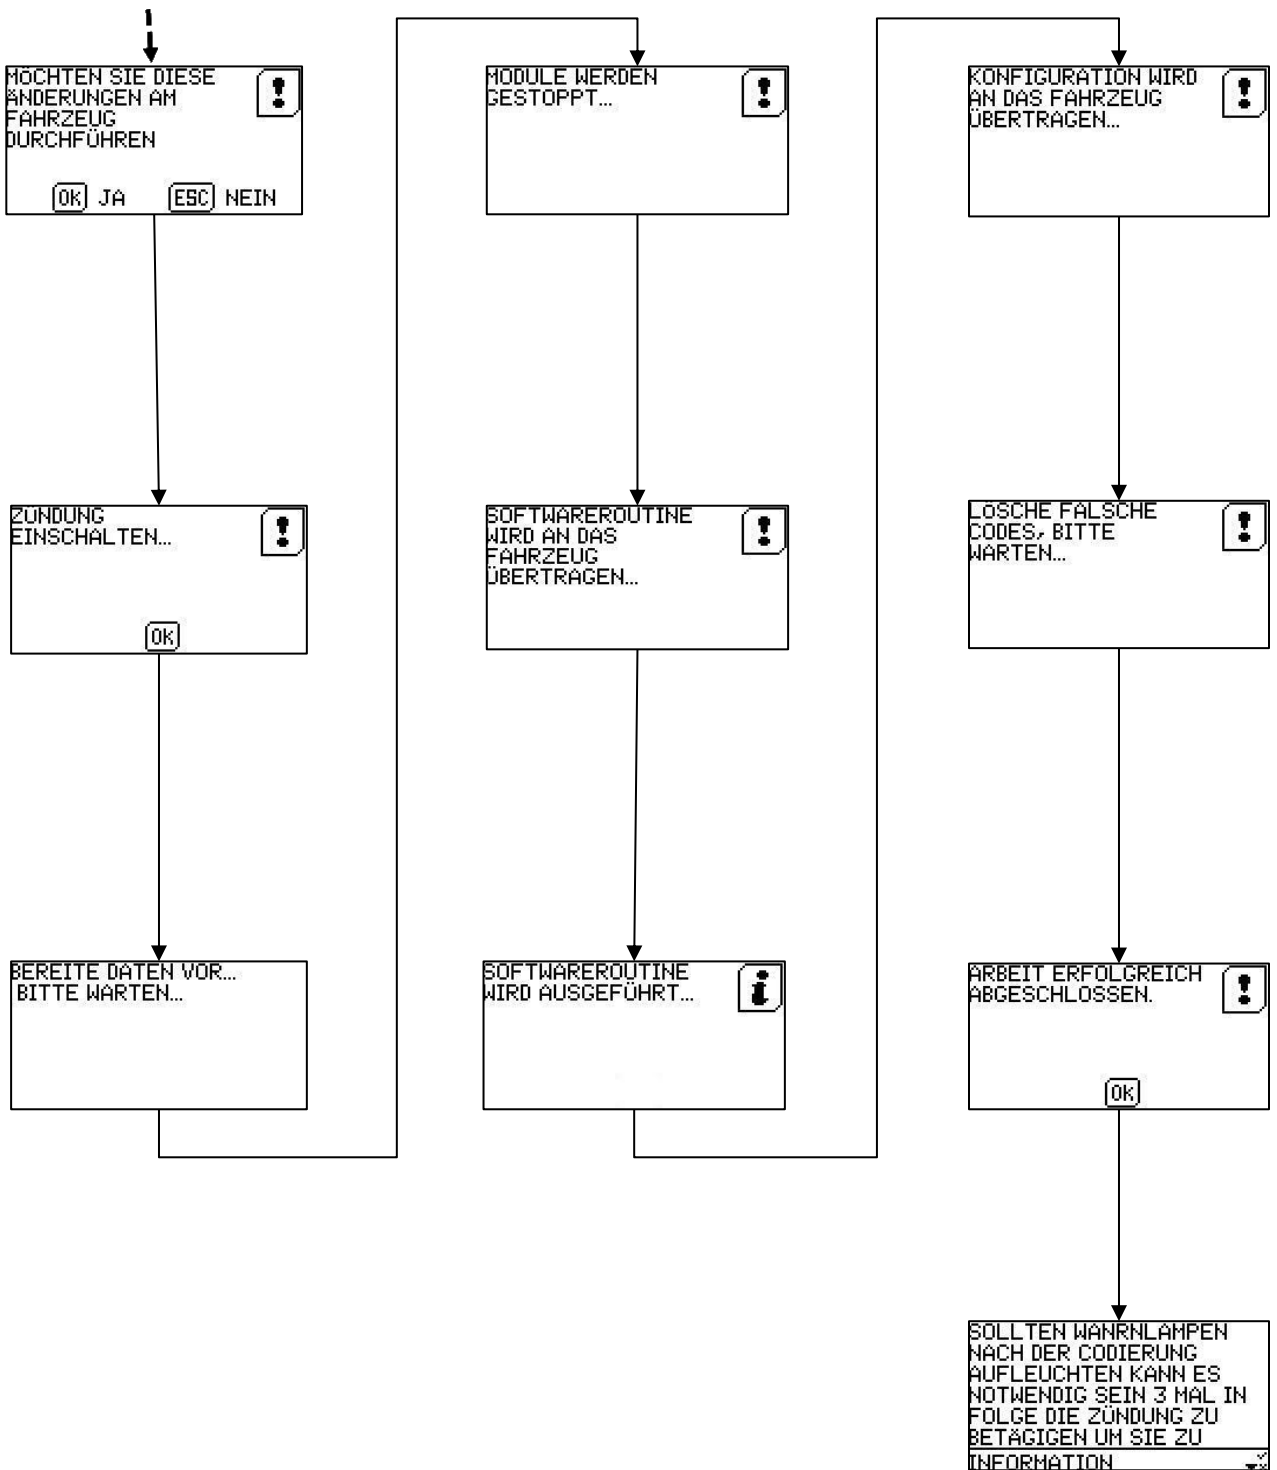 MÖCHTEN SIE DIESE
ÄNDERUNGEN AM
FAHRZEUG
DURCHFÜHREN
OK JA ESC NEIN
ZÜNDUNG
EINSCHALTEN...
OK
BEREITE DATEN VOR...
BITTE WARTEN...
MODULE WERDEN
GESTOPPT...
SOFTWAREROUTINE
WIRD AN DAS
FAHRZEUG
ÜBERTRAGEN...
SOFTWAREROUTINE
WIRD AUSGEFÜHRT...
KONFIGURATION WIRD
AN DAS FAHRZEUG
ÜBERTRAGEN...
LÖSCHE FALSCHE
CODES, BITTE
WARTEN...
ARBEIT ERFOLGREICH
ABGESCHLOSSEN.
OK
SOLLTEN WANRNLAMPEN
NACH DER CODIERUNG
AUFLEUCHTEN KANN ES
NOTWENDIG SEIN 3 MAL IN
FOLGE DIE ZÜNDUNG ZU
BETÄGIGEN UM SIE ZU
INFORMATION